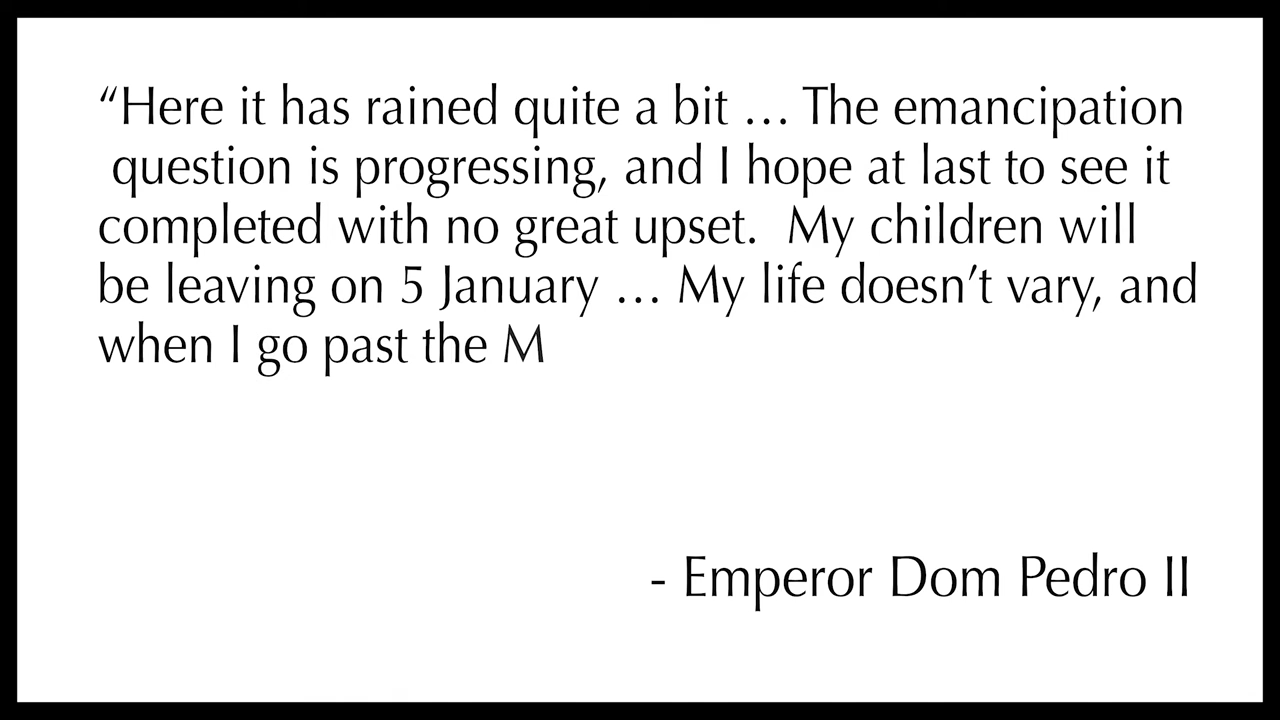 “Here it has rained quite a bit … The emancipation
question is progressing, and I hope at last to see it
completed with no great upset.  My children will
be leaving on 5 January … My life doesn’t vary, and
when I go past the M
- Emperor Dom Pedro II